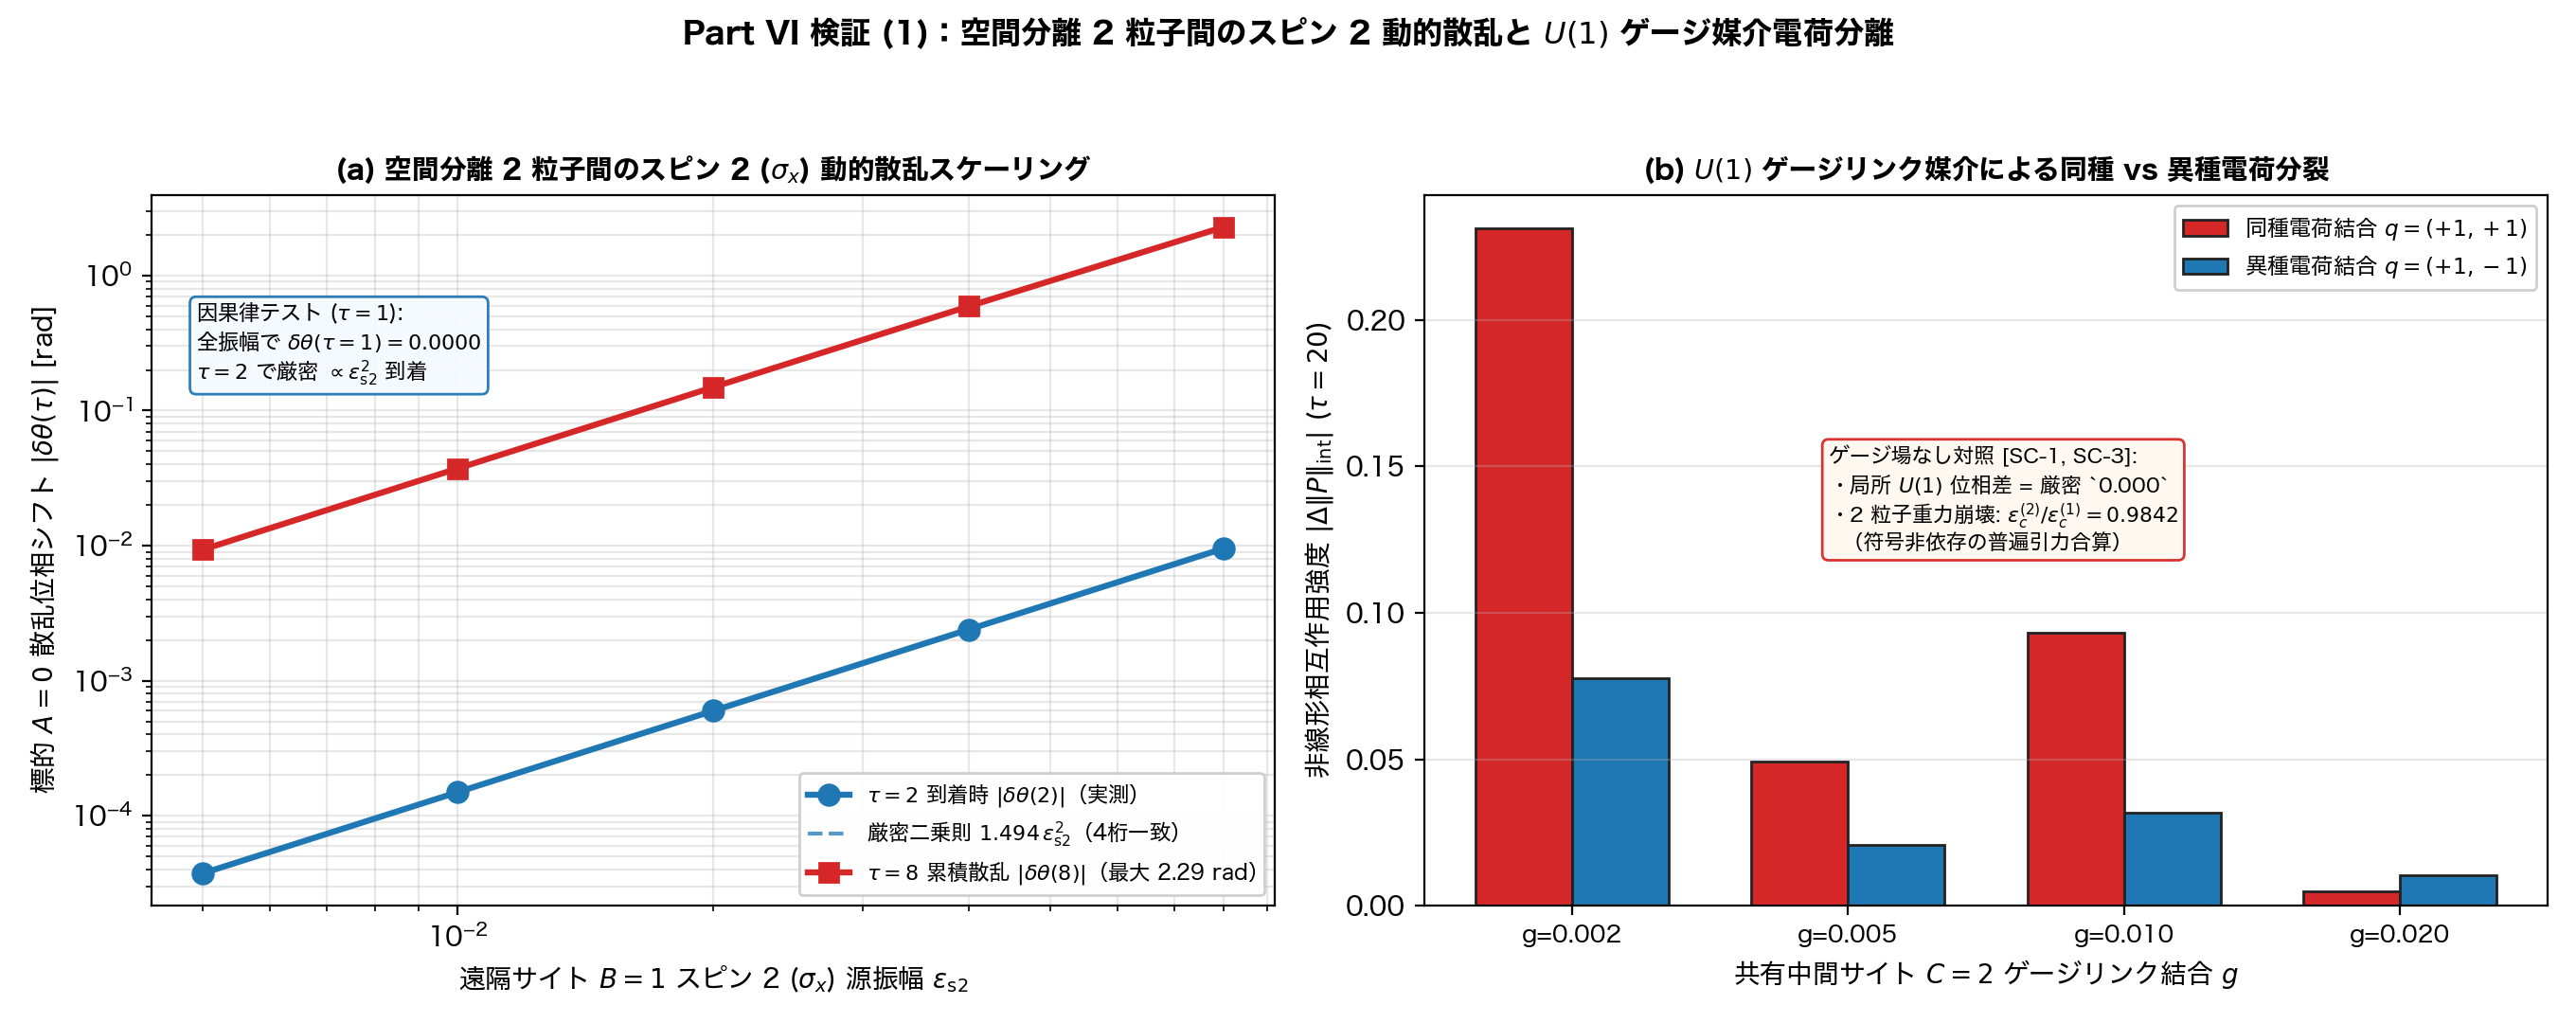 Part VI 検証 (1)：空間分離 2 粒子間のスピン 2 動的散乱と U(1) ゲージ媒介電荷分離
(a) 空間分離 2 粒子間のスピン 2 (σₓ) 動的散乱スケーリング
標的 A = 0 散乱位相シフト |δθ(τ)| [rad]
10⁰
10⁻¹
10⁻²
10⁻³
10⁻⁴
因果律テスト (τ = 1):
全振幅で δθ(τ = 1) = 0.0000
τ = 2 で厳密 ∝ ε_s2² 到着
τ = 2 到着時 |δθ(2)|（実測）
厳密二乗則 1.494 ε_s2²（4桁一致）
τ = 8 累積散乱 |δθ(8)|（最大 2.29 rad）
10⁻²
遠隔サイト B = 1 スピン 2 (σₓ) 源振幅 ε_s2
(b) U(1) ゲージリンク媒介による同種 vs 異種電荷分裂
非線形相互作用強度 |Δ‖P‖_int| (τ = 20)
0.20
0.15
0.10
0.05
0.00
同種電荷結合 q = (+1, +1)
異種電荷結合 q = (+1, −1)
ゲージ場なし対照 [SC-1, SC-3]:
・局所 U(1) 位相差 = 厳密 `0.000`
・2 粒子重力崩壊: ε_c⁽²⁾/ε_c⁽¹⁾ = 0.9842
（符号非依存の普遍引力合算）
g=0.002
g=0.005
g=0.010
g=0.020
共有中間サイト C = 2 ゲージリンク結合 g